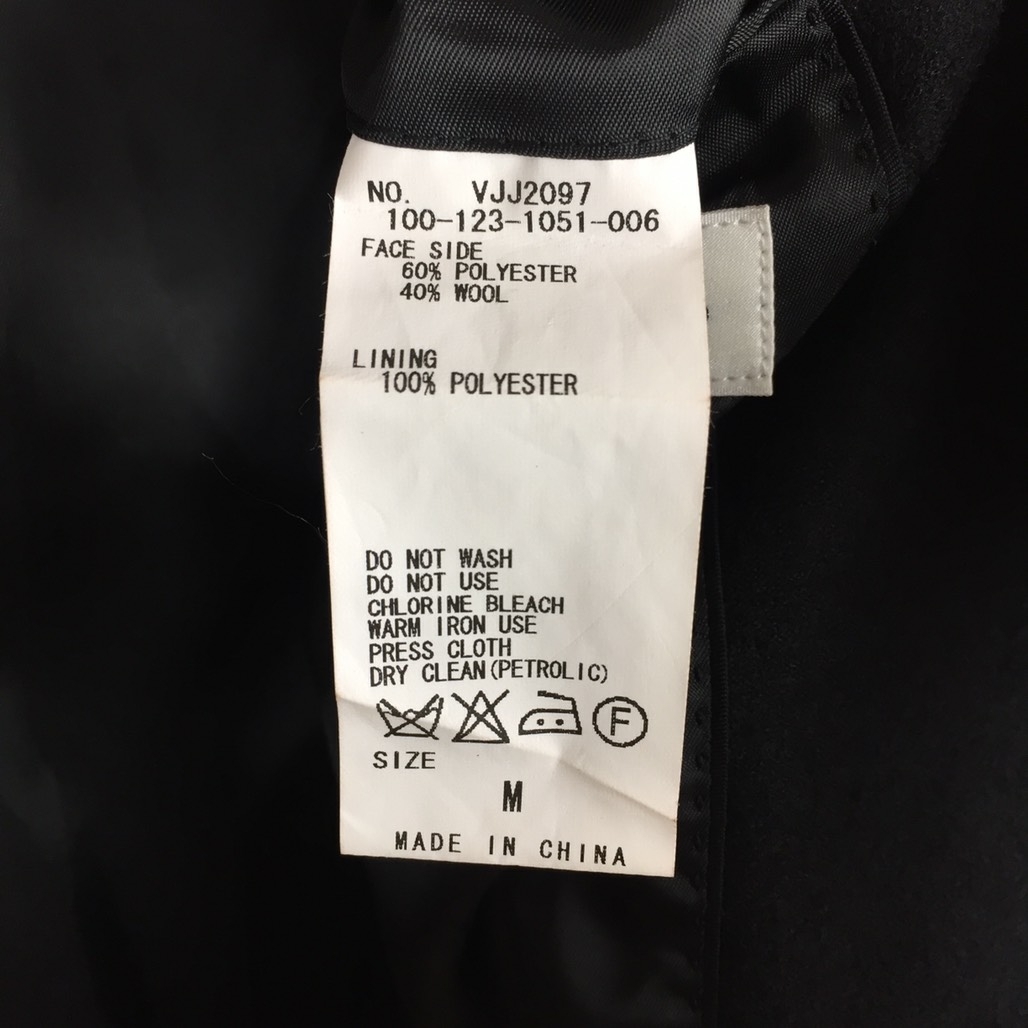 NO. VJJ2097
100-123-1051-006
FACE SIDE
60% POLYESTER
40% WOOL
LINING
100% POLYESTER
DO NOT WASH
DO NOT USE
CHLORINE BLEACH
WARM IRON USE
PRESS CLOTH
DRY CLEAN(PETROLIC)
F
SIZE
M
MADE IN CHINA